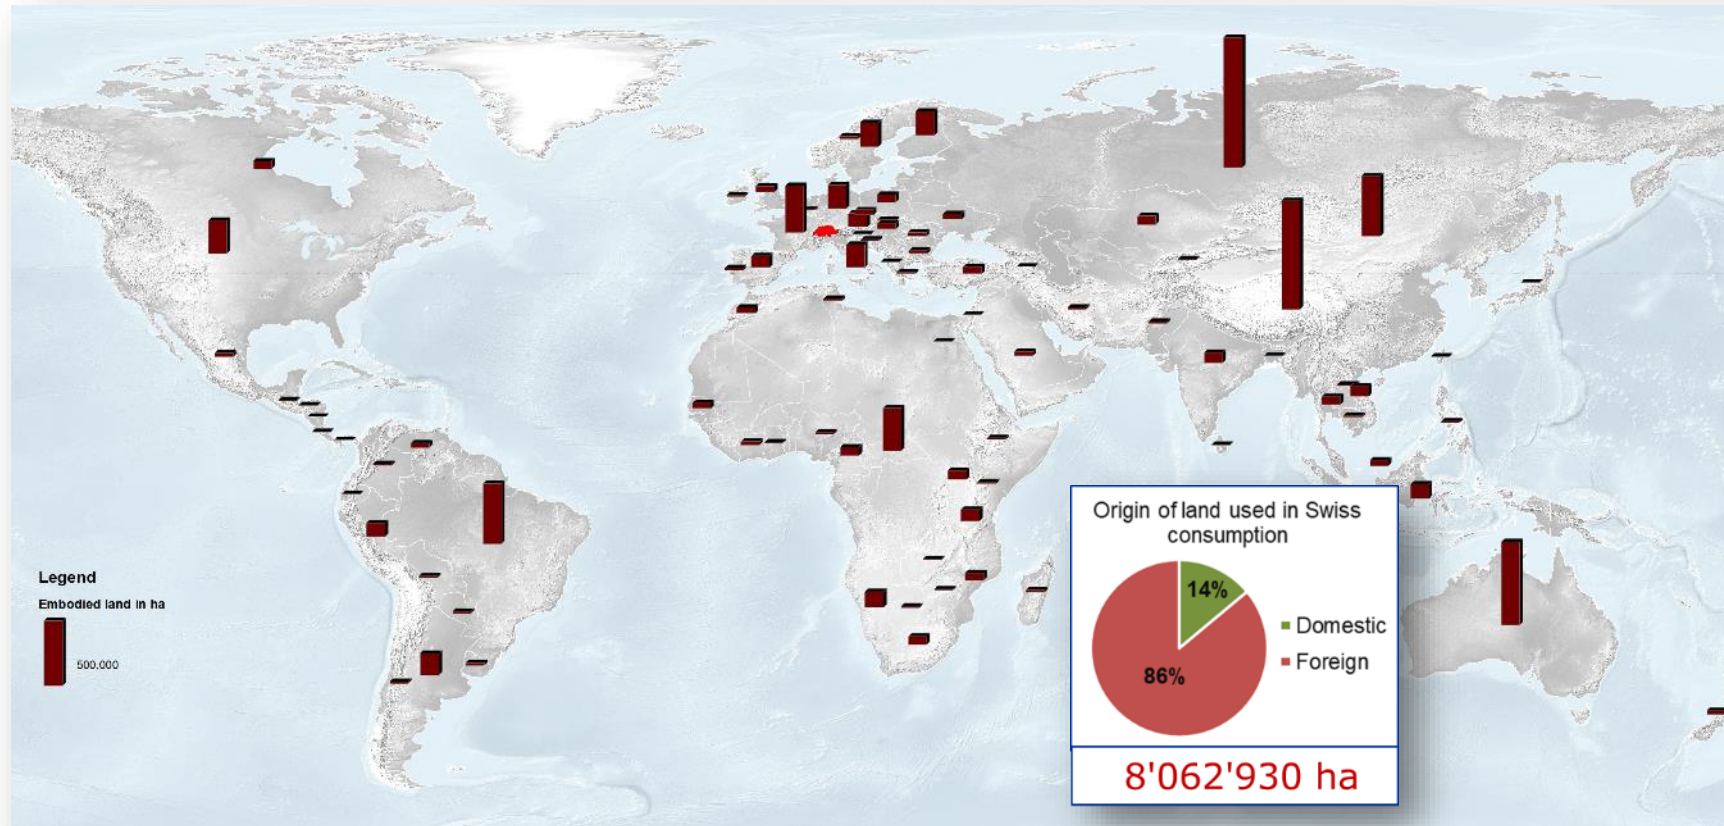 Legend
Embodied land in ha
500.000
Origin of land used in Swiss
consumption
14%
86%
Domestic
Foreign
8'062'930 ha